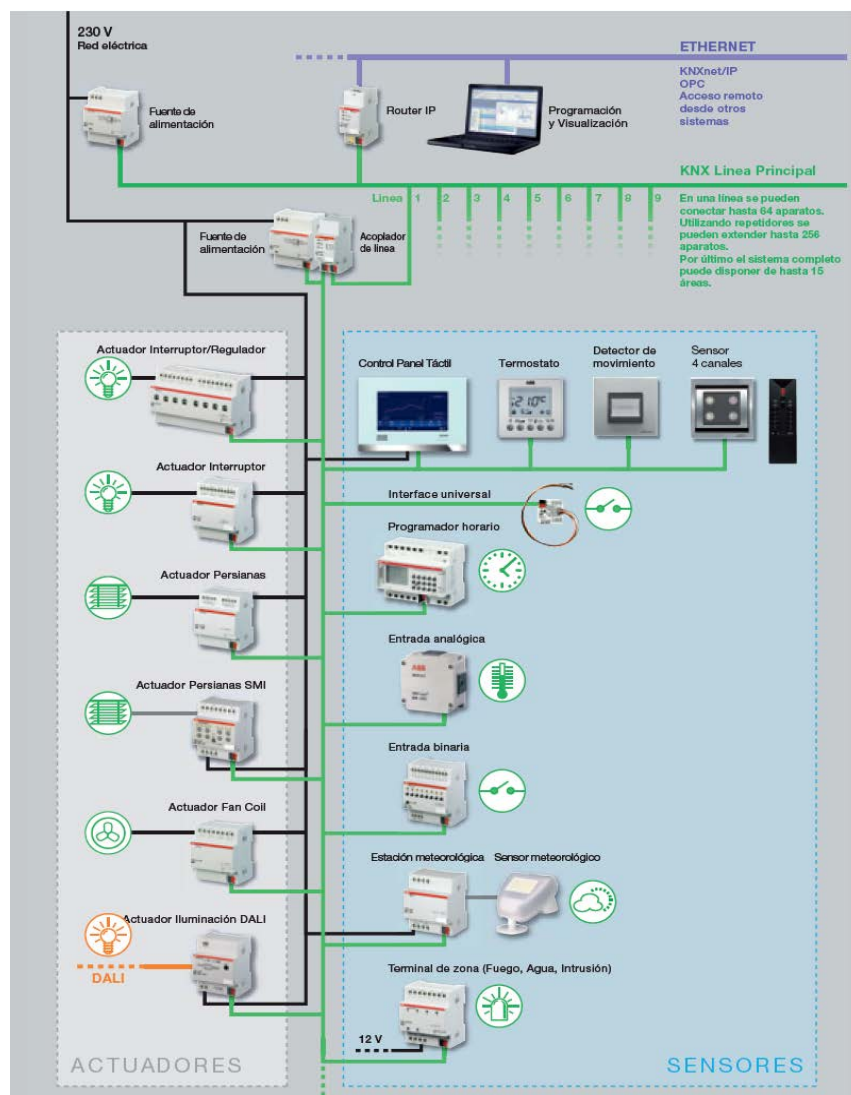 230 V
Red eléctrica
ETHERNET
KNXnet/IP
OPC
Acceso remoto
desde otros
sistemas
Fuente de
alimentación
Router IP
Programación
y Visualización
KNX Linea Principal
Linea 1 2 3 4 5 6 7 8 9
En una línea se pueden
conectar hasta 64 aparatos.
Utilizando repetidores se
pueden extender hasta 256
aparatos.
Por último el sistema completo
puede disponer de hasta 15
áreas.
Fuente de
alimentación
Acoplador
de linea
Actuador Interruptor/Regulador
Control Panel Táctil
Termostato
Detector de
movimiento
Sensor
4 canales
Actuador Interruptor
Interface universal
Programador horario
Actuador Persianas
Entrada analógica
ABB
Actuador Persianas SMI
Entrada binaria
Actuador Fan Coil
Estación meteorológica
Sensor meteorológico
Actuador Iluminación DALI
DALI
Terminal de zona (Fuego, Agua, Intrusión)
12 V
ACTUADORES
SENSORES